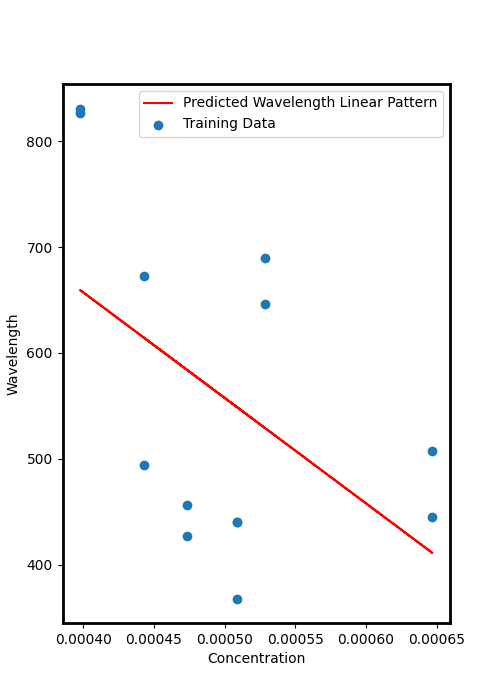 Predicted Wavelength Linear Pattern
Training Data
800
700
600
500
400
Wavelength
0.00040 0.00045 0.00050 0.00055 0.00060 0.00065
Concentration